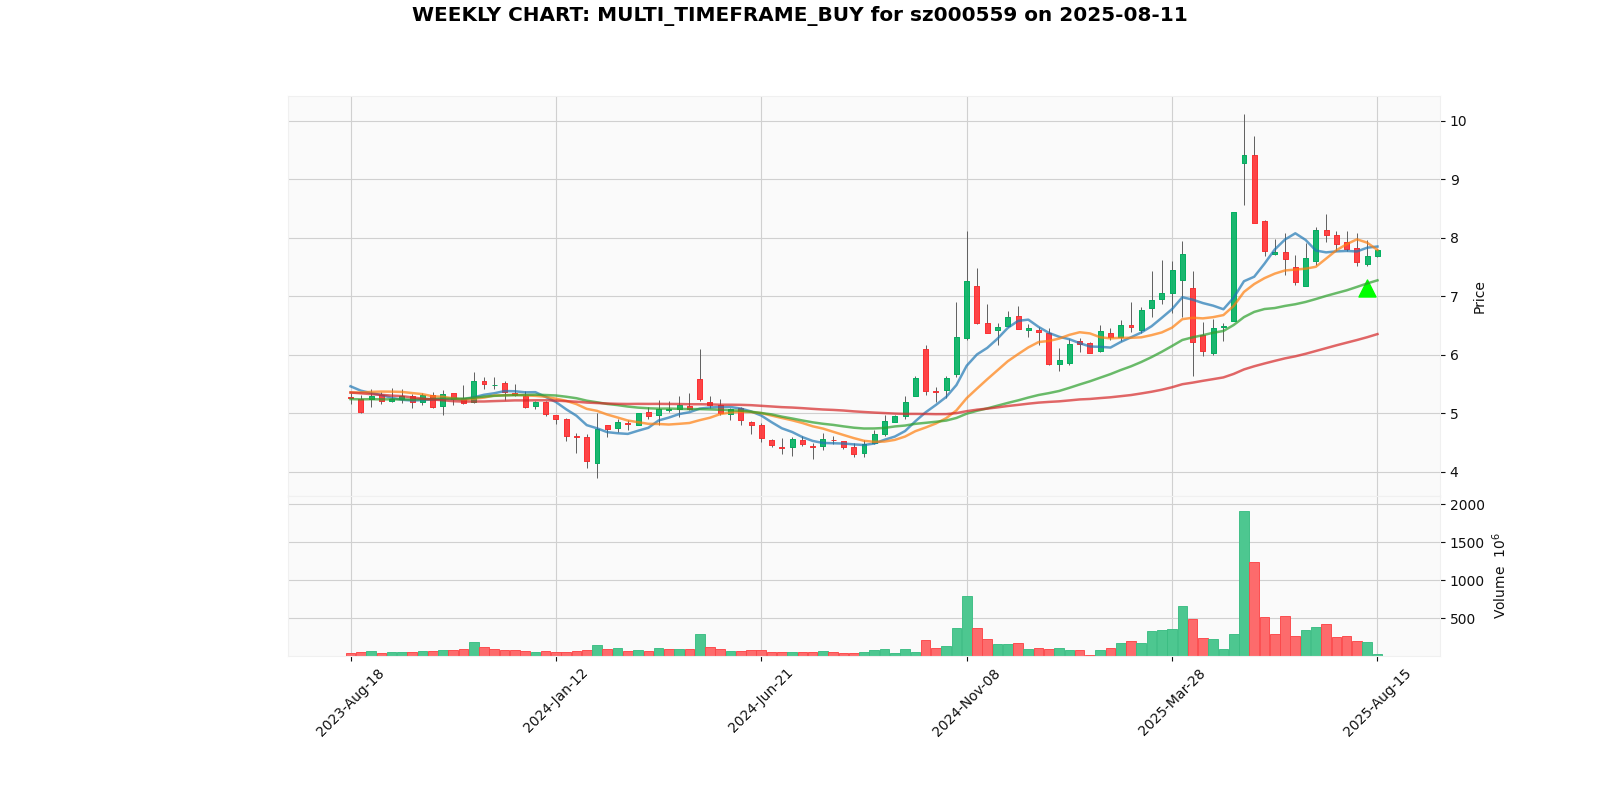 WEEKLY CHART: MULTI_TIMEFRAME_BUY for sz000559 on 2025-08-11
10
9
8
7
6
5
4
Price
2000
1500
1000
500
Volume 10⁶
2023-Aug-18
2024-Jan-12
2024-Jun-21
2024-Nov-08
2025-Mar-28
2025-Aug-15